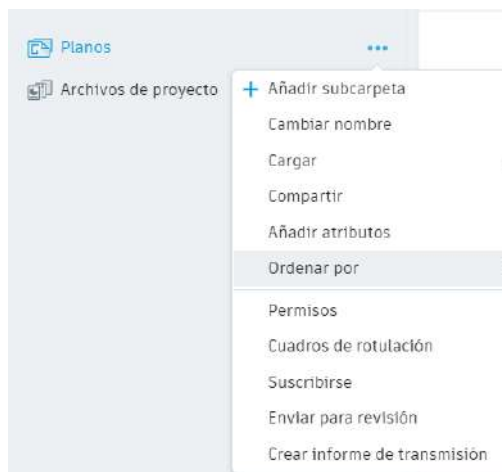 Planos
Archivos de proyecto
Añadir subcarpeta
Cambiar nombre
Cargar
Compartir
Añadir atributos
Ordenar por
Permisos
Cuadros de rotulación
Suscribirse
Enviar para revisión
Crear informe de transmisión